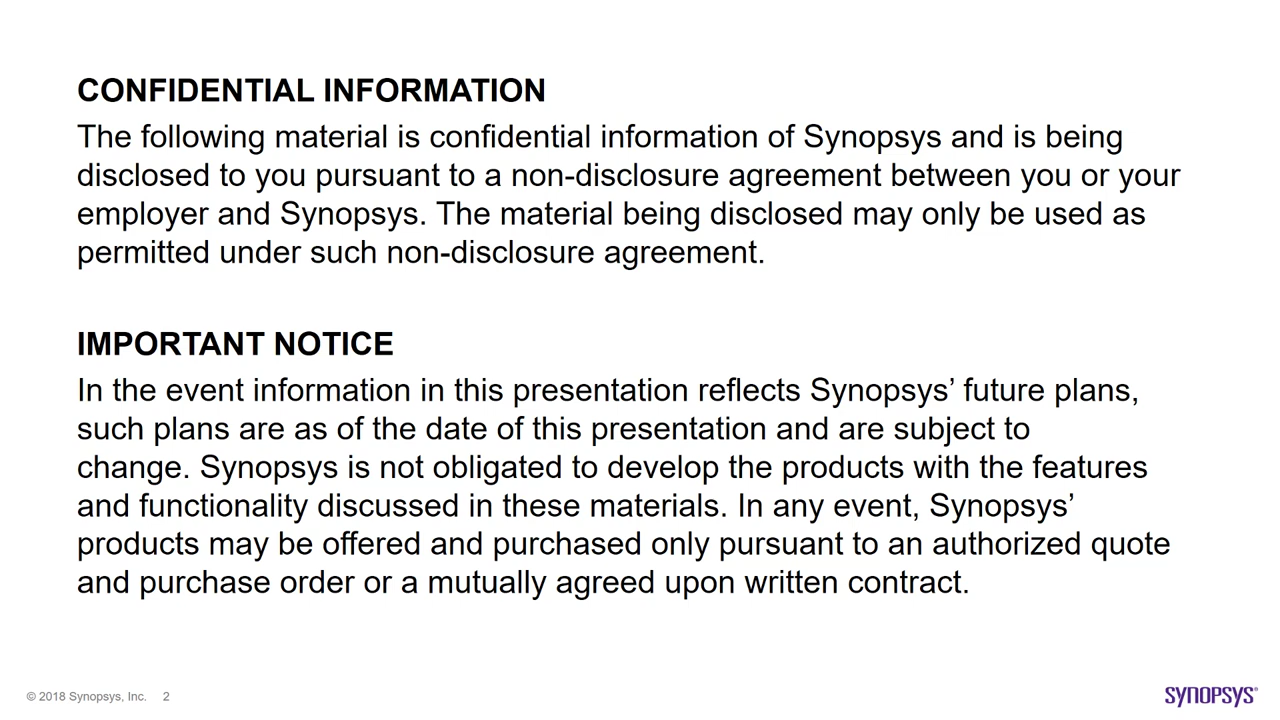 CONFIDENTIAL INFORMATION
The following material is confidential information of Synopsys and is being
disclosed to you pursuant to a non-disclosure agreement between you or your
employer and Synopsys. The material being disclosed may only be used as
permitted under such non-disclosure agreement.
IMPORTANT NOTICE
In the event information in this presentation reflects Synopsys’ future plans,
such plans are as of the date of this presentation and are subject to
change. Synopsys is not obligated to develop the products with the features
and functionality discussed in these materials. In any event, Synopsys’
products may be offered and purchased only pursuant to an authorized quote
and purchase order or a mutually agreed upon written contract.
© 2018 Synopsys, Inc. 2
SYNOPSYS®